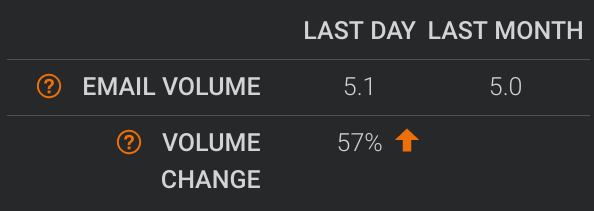 LAST DAY LAST MONTH
EMAIL VOLUME 5.1 5.0
VOLUME 57%
CHANGE